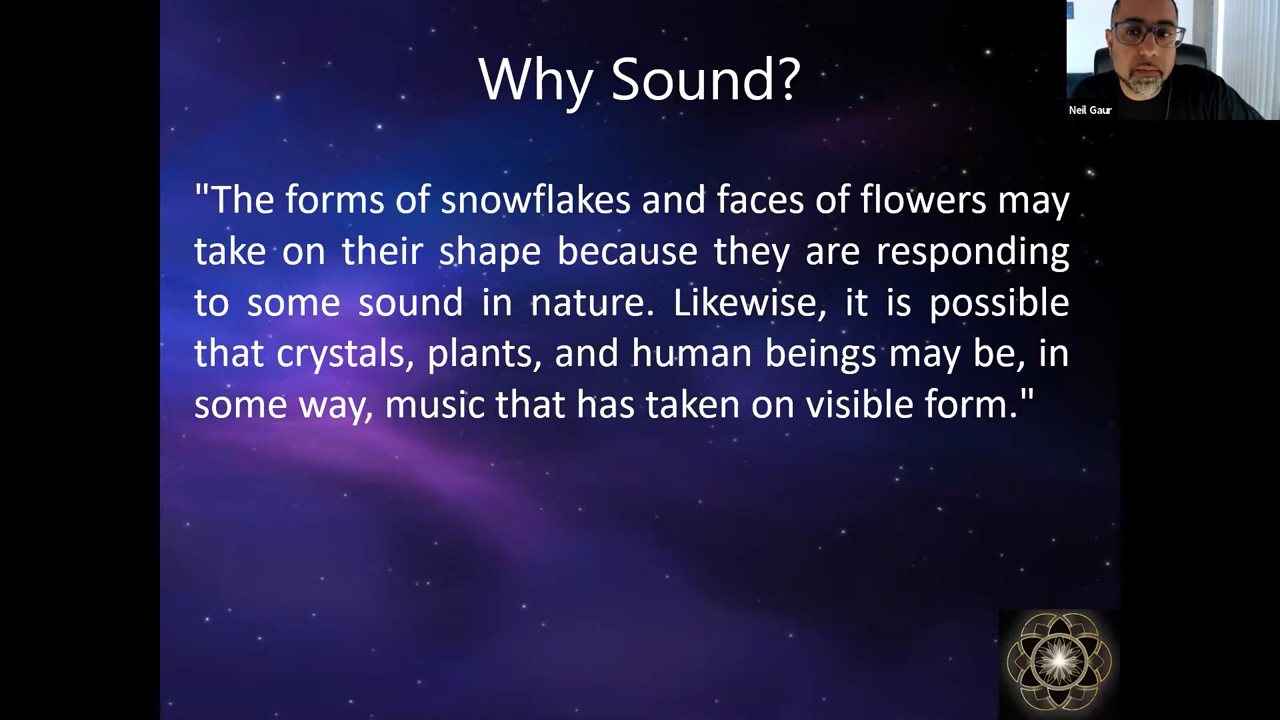 Why Sound?
Neil Gaur
"The forms of snowflakes and faces of flowers may
take on their shape because they are responding
to some sound in nature. Likewise, it is possible
that crystals, plants, and human beings may be, in
some way, music that has taken on visible form."